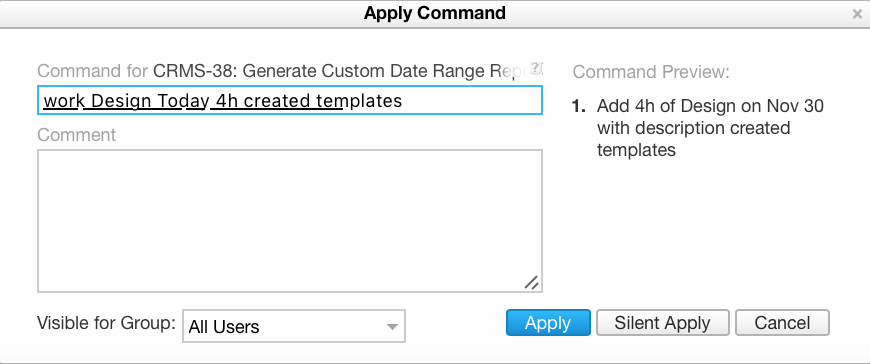 Apply Command
×
Command for CRMS-38: Generate Custom Date Range Rep
?
work Design Today 4h created templates
Comment
Visible for Group: All Users
Command Preview:
1. Add 4h of Design on Nov 30
with description created
templates
Apply Silent Apply Cancel